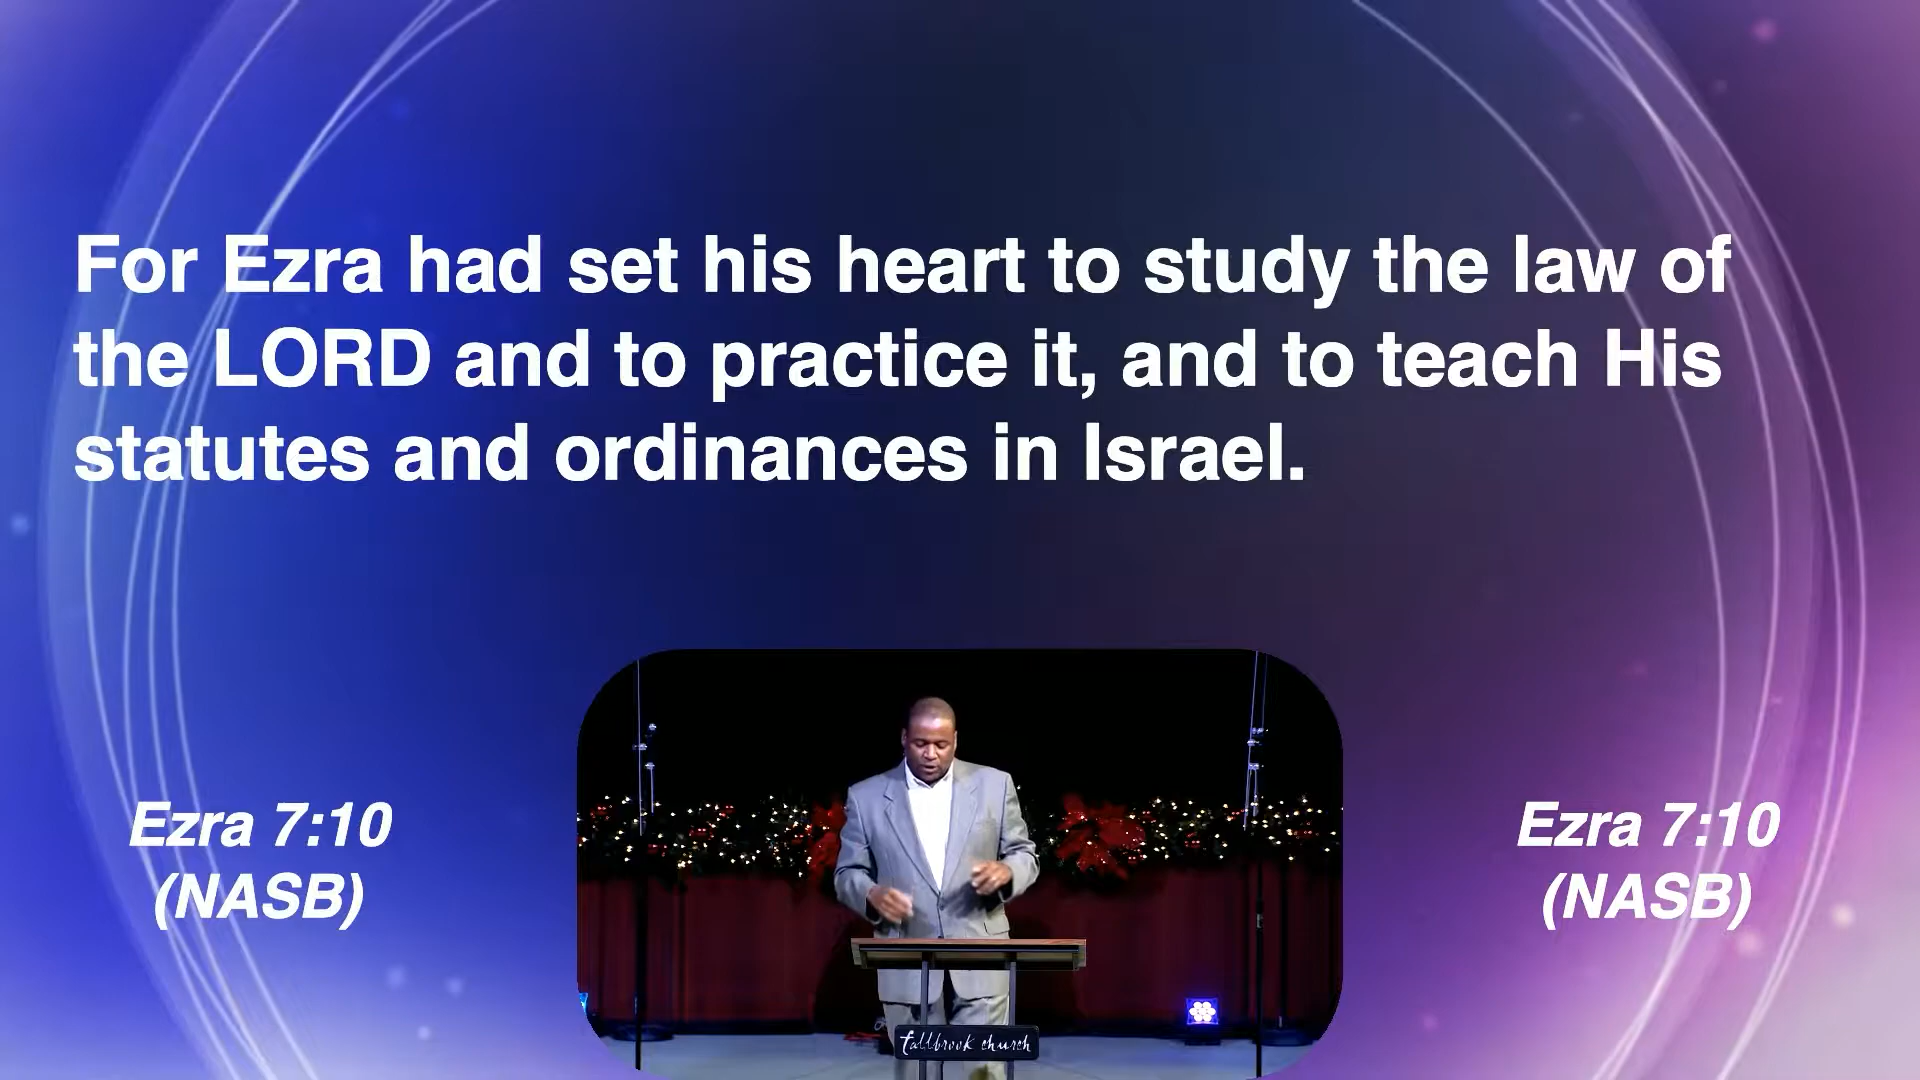 For Ezra had set his heart to study the law of
the LORD and to practice it, and to teach His
statutes and ordinances in Israel.
Ezra 7:10
(NASB)
Ezra 7:10
(NASB)
fallbrook church